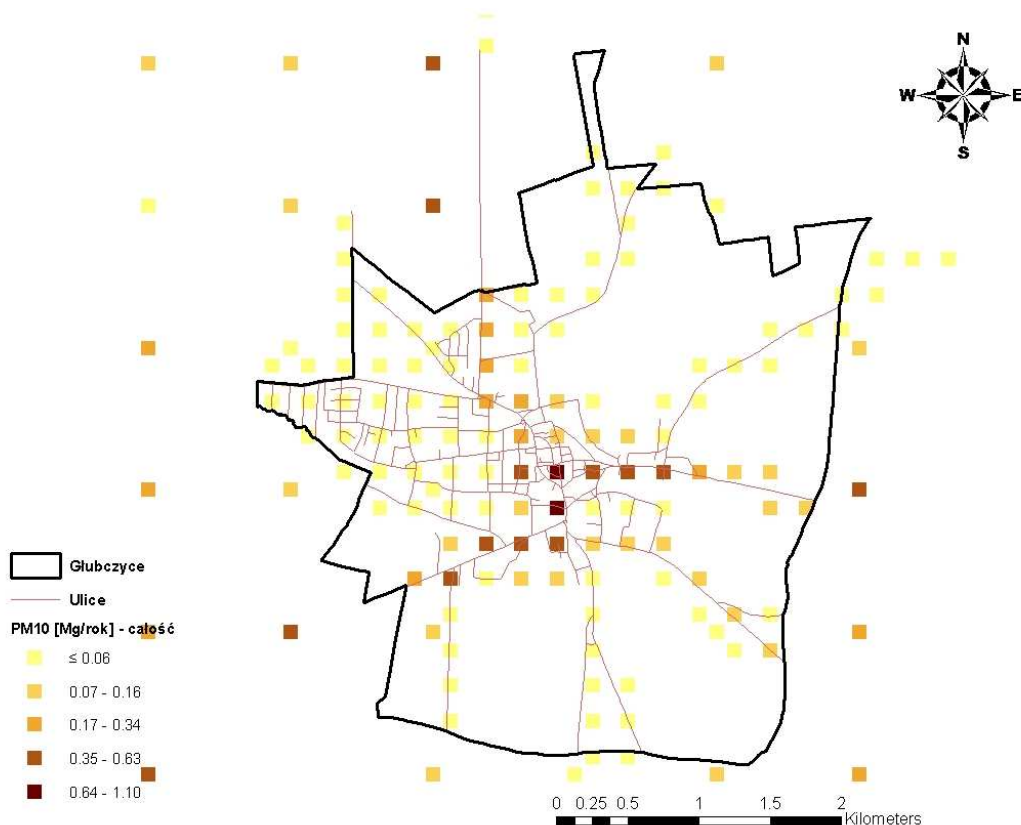 N
W E
S
Głubczyce
Ulice
PM10 [Mg/rok] - całość
≤ 0.06
0.07 - 0.16
0.17 - 0.34
0.35 - 0.63
0.64 - 1.10
0 0.25 0.5 1 1.5 2
Kilometers